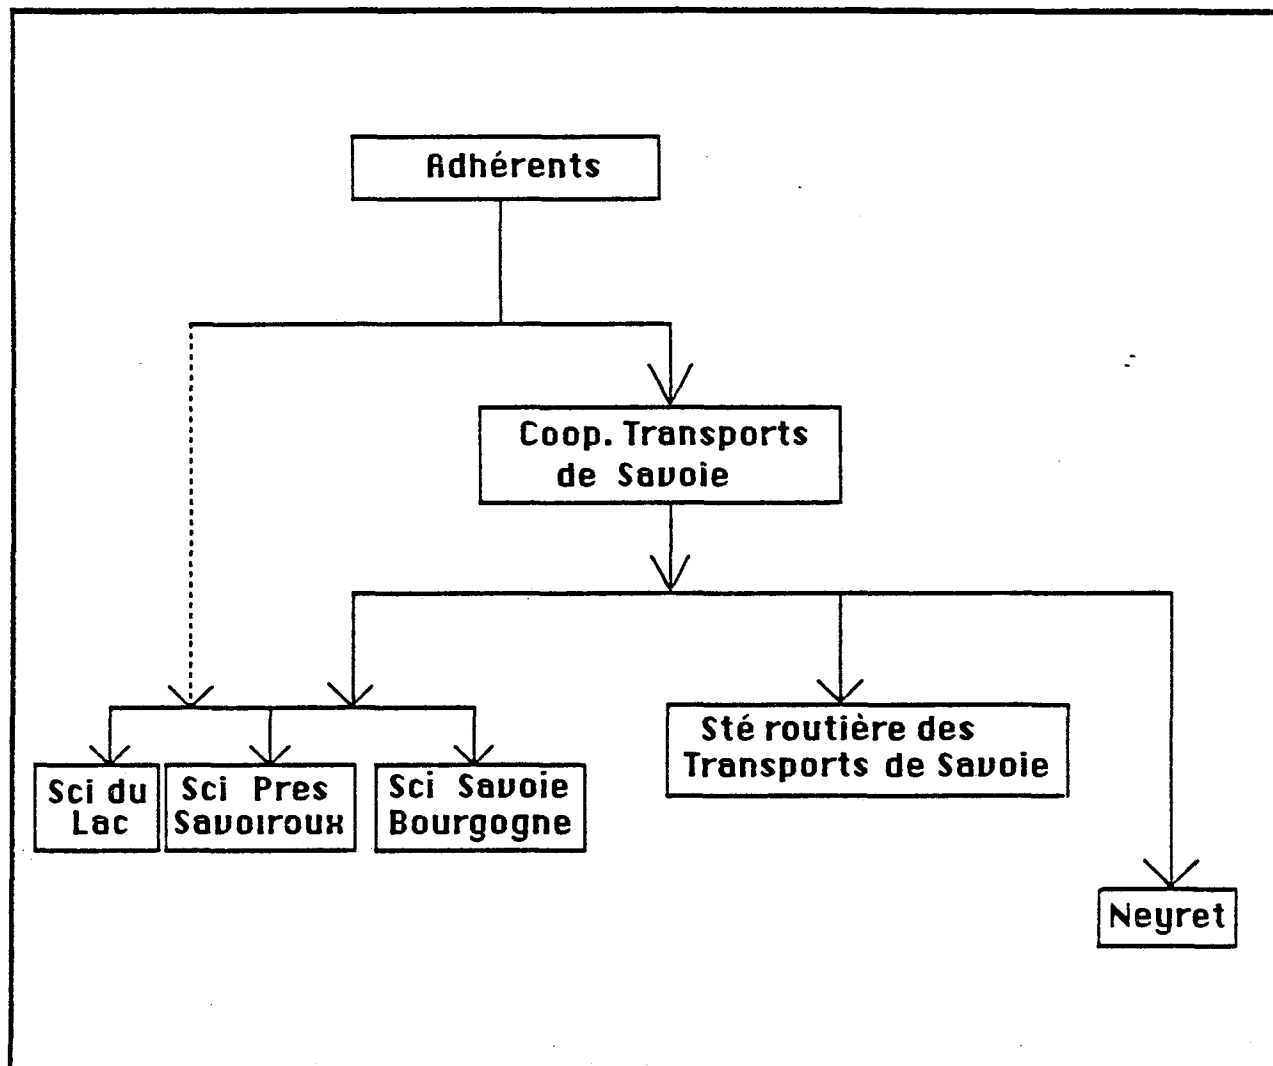 Adhérents
Coop. Transports
de Savoie
Sté routière des
Transports de Savoie
Sci du
Lac
Sci Pres
Savoiroux
Sci Savoie
Bourgogne
Neyret